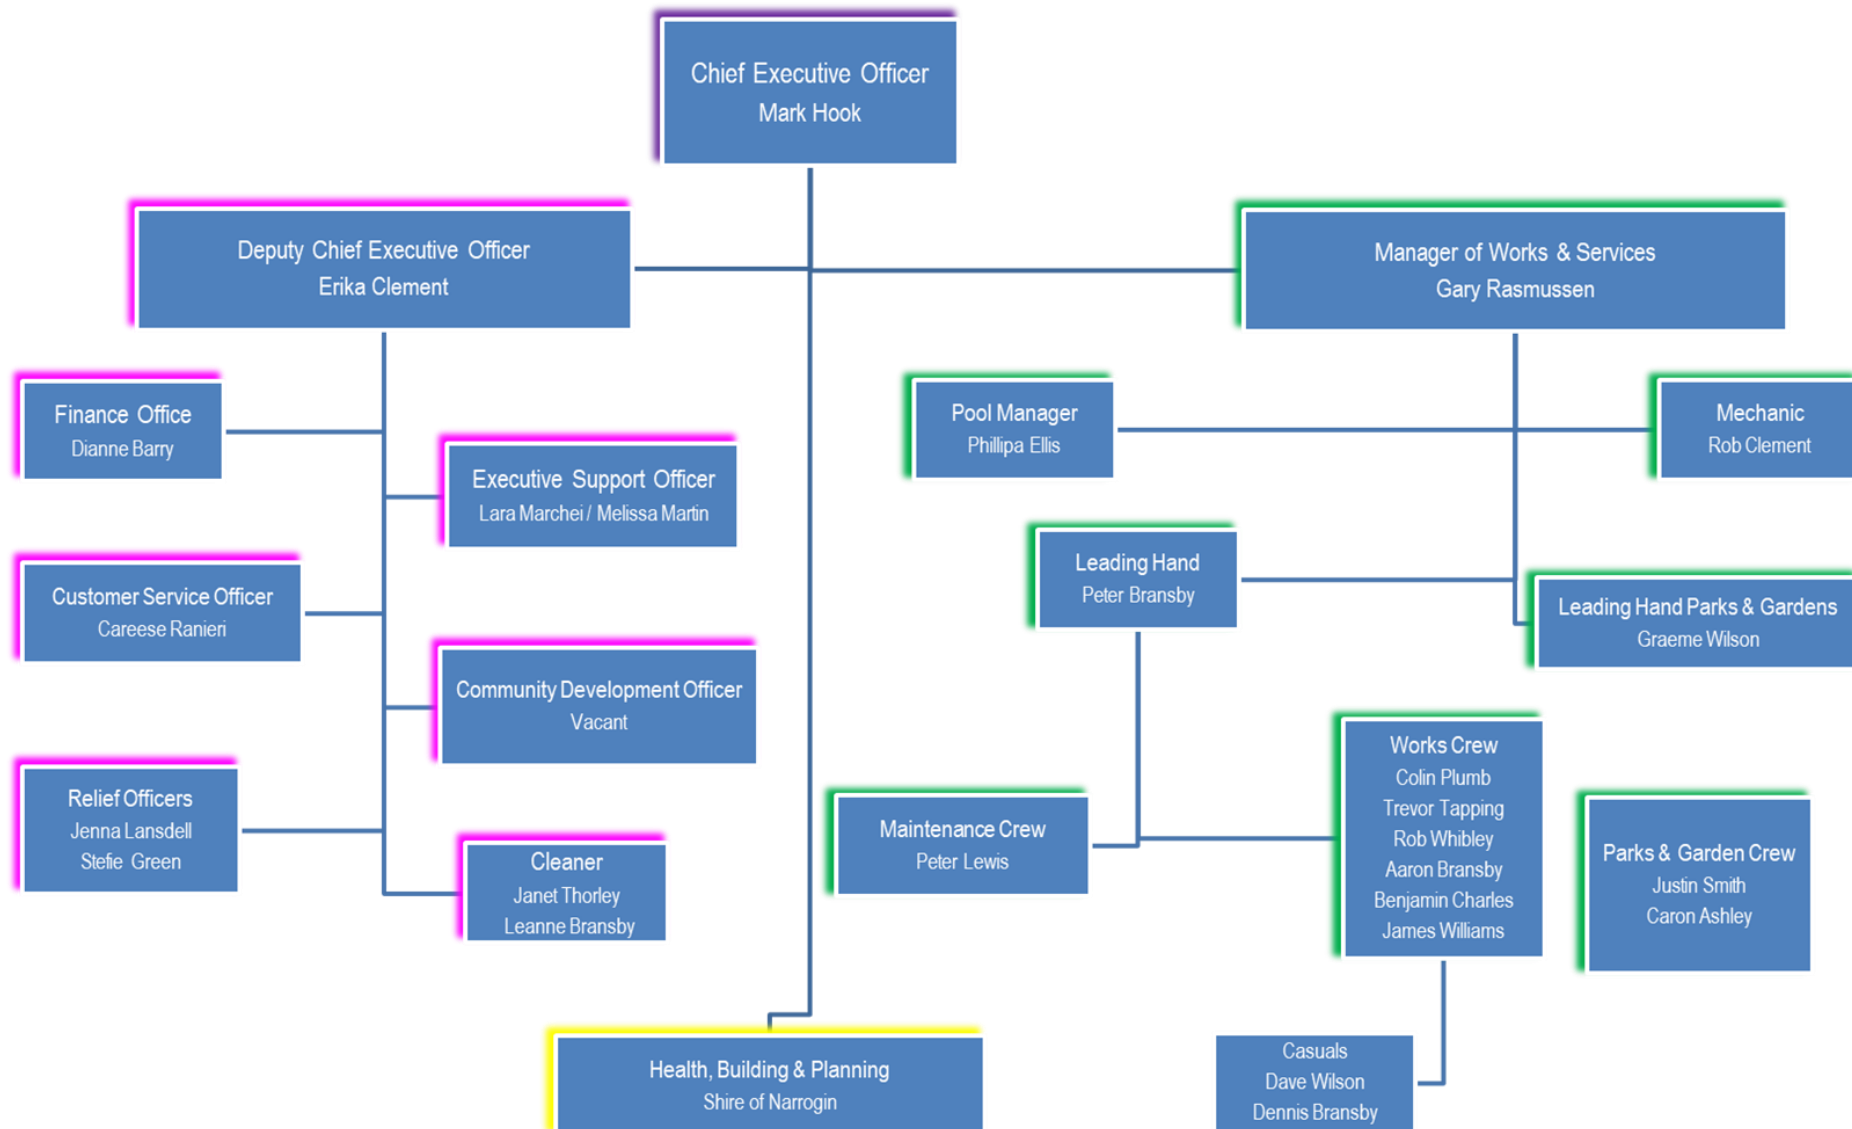 Chief Executive Officer
Mark Hook
Deputy Chief Executive Officer
Erika Clement
Manager of Works & Services
Gary Rasmussen
Finance Office
Dianne Barry
Executive Support Officer
Lara Marchei / Melissa Martin
Customer Service Officer
Careese Ranieri
Community Development Officer
Vacant
Relief Officers
Jenna Lansdell
Stefie Green
Cleaner
Janet Thorley
Leanne Bransby
Pool Manager
Phillipa Ellis
Mechanic
Rob Clement
Leading Hand
Peter Bransby
Leading Hand Parks & Gardens
Graeme Wilson
Maintenance Crew
Peter Lewis
Works Crew
Colin Plumb
Trevor Tapping
Rob Whibley
Aaron Bransby
Benjamin Charles
James Williams
Parks & Garden Crew
Justin Smith
Caron Ashley
Health, Building & Planning
Shire of Narrogin
Casuals
Dave Wilson
Dennis Bransby